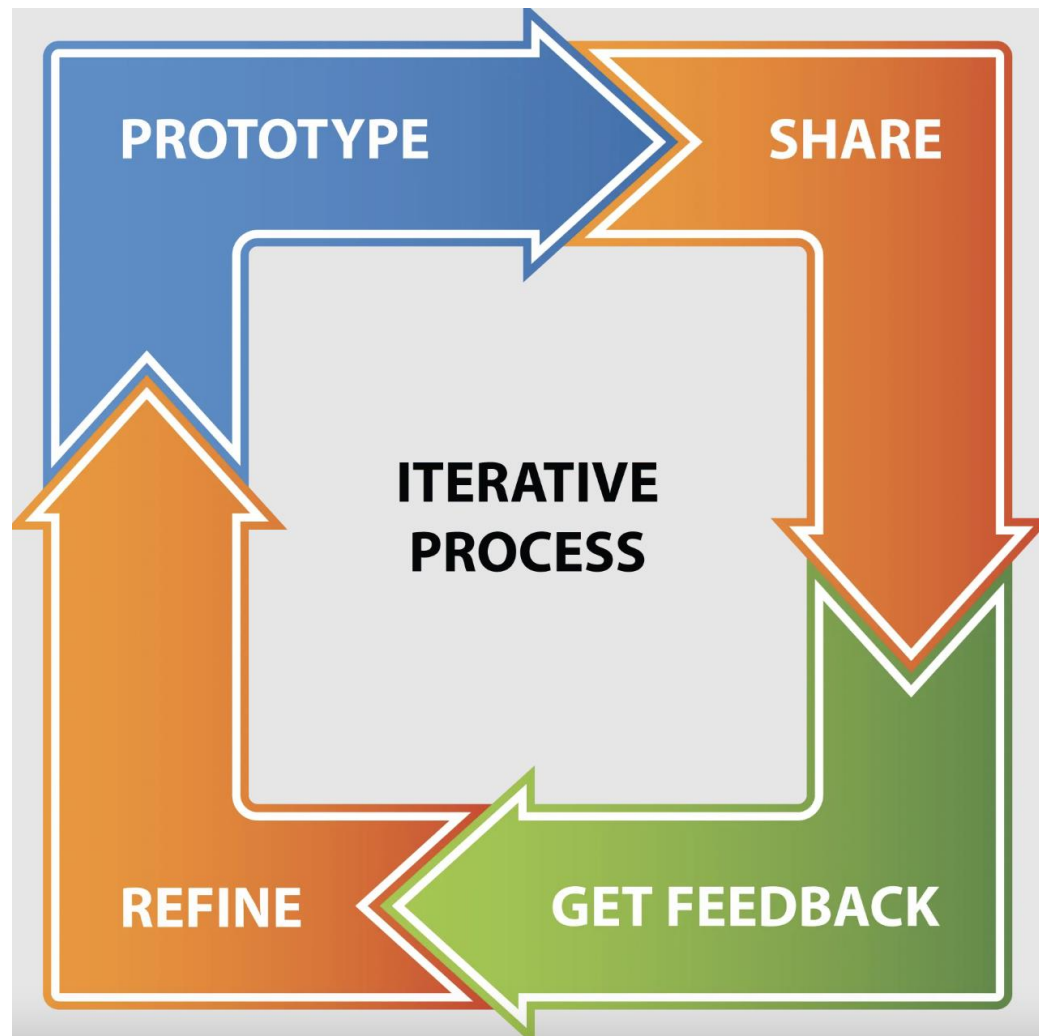 PROTOTYPE
SHARE
ITERATIVE
PROCESS
REFINE
GET FEEDBACK